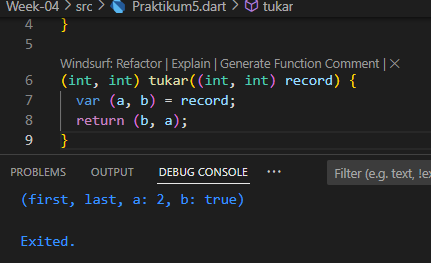 Week-04 > src > Praktikum5.dart > tukar
4 }
5
Windsurf: Refactor | Explain | Generate Function Comment | ×
6 (int, int) tukar((int, int) record) {
7 var (a, b) = record;
8 return (b, a);
9 }
PROBLEMS OUTPUT DEBUG CONSOLE ··· Filter (e.g. text, !ex
(first, last, a: 2, b: true)
Exited.